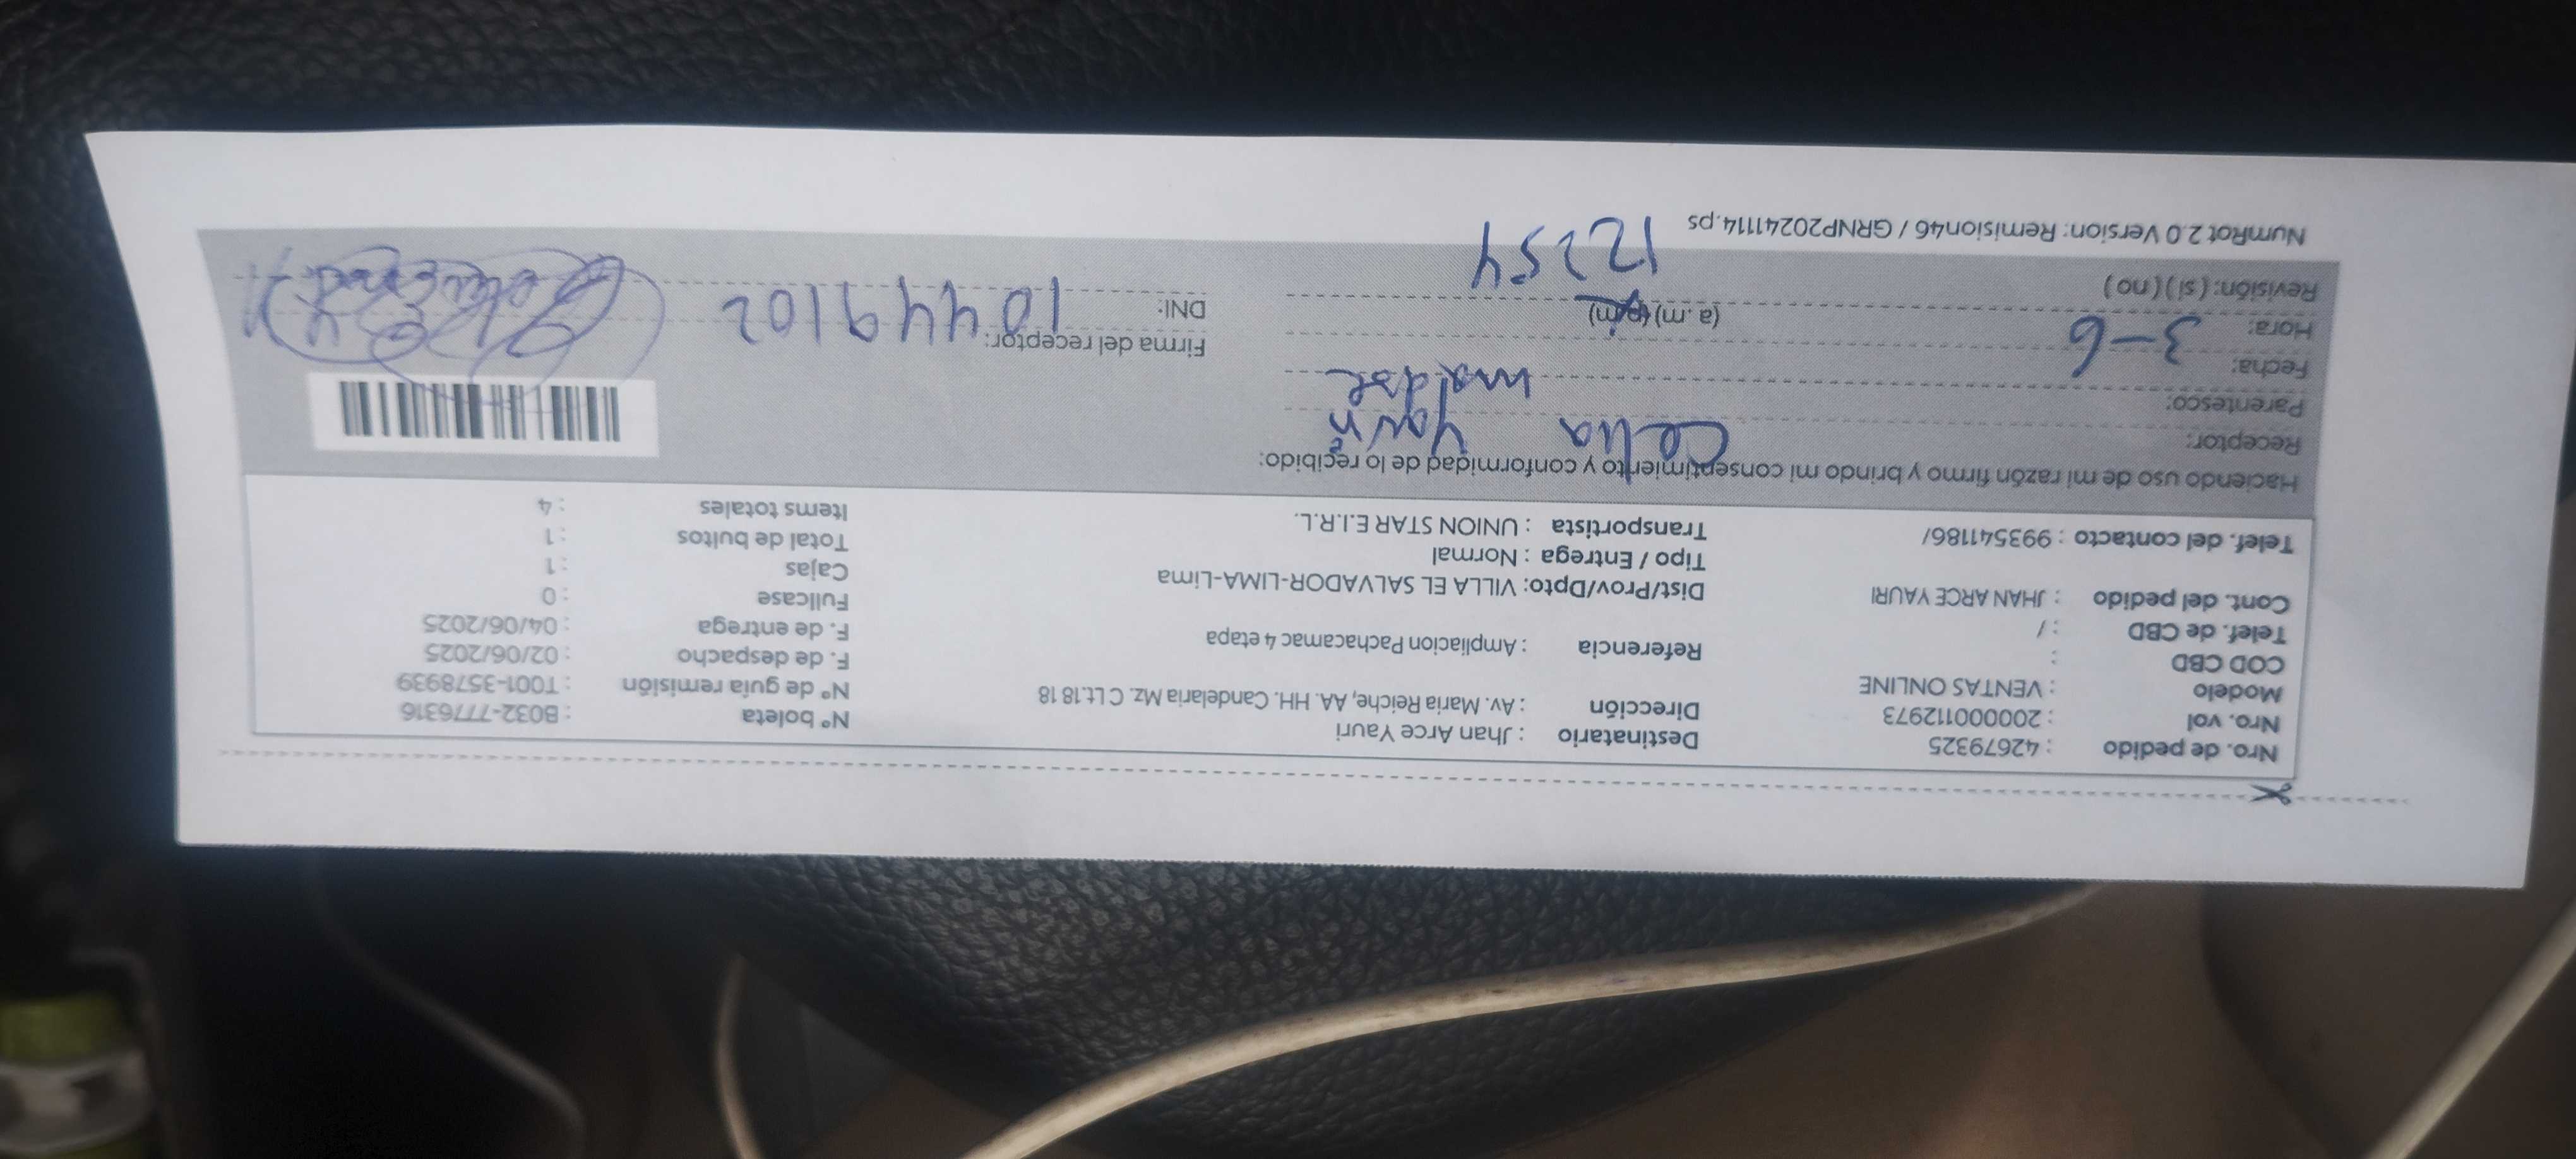 Nro. de pedido : 42679325
Nro. vol : 2000000112973
Modelo : VENTAS ONLINE
COD CBD :
Telef. de CBD : /
Cont. del pedido : JHAN ARCE YAURI
Telef. del contacto : 993541186/
Destinatario : Jhan Arce Yauri
Dirección : Av. Maria Reiche, AA. HH. Candelaria Mz. C Lt.18 18
Referencia : Ampliacion Pachacamac 4 etapa
Dist/Prov/Dpto: VILLA EL SALVADOR-LIMA-Lima
Tipo / Entrega : Normal
Transportista : UNION STAR E.I.R.L.
N° boleta : B032-7776316
N° de guía remisión : T001-3578939
F. de despacho : 02/06/2025
F. de entrega : 04/06/2025
Fullcase : 0
Cajas : 1
Total de bultos : 1
Items totales : 4
Haciendo uso de mi razón firmo y brindo mi consentimiento y conformidad de lo recibido:
Receptor: Celia Yauri
Parentesco: madre
Fecha: 3-6
Hora: (a.m) (p.m)
Revisión: ( si ) ( no ) 12:54
Firma del receptor:
DNI: 10449102
NumRot 2.0 Version: Remision46 / GRNP20241114.ps